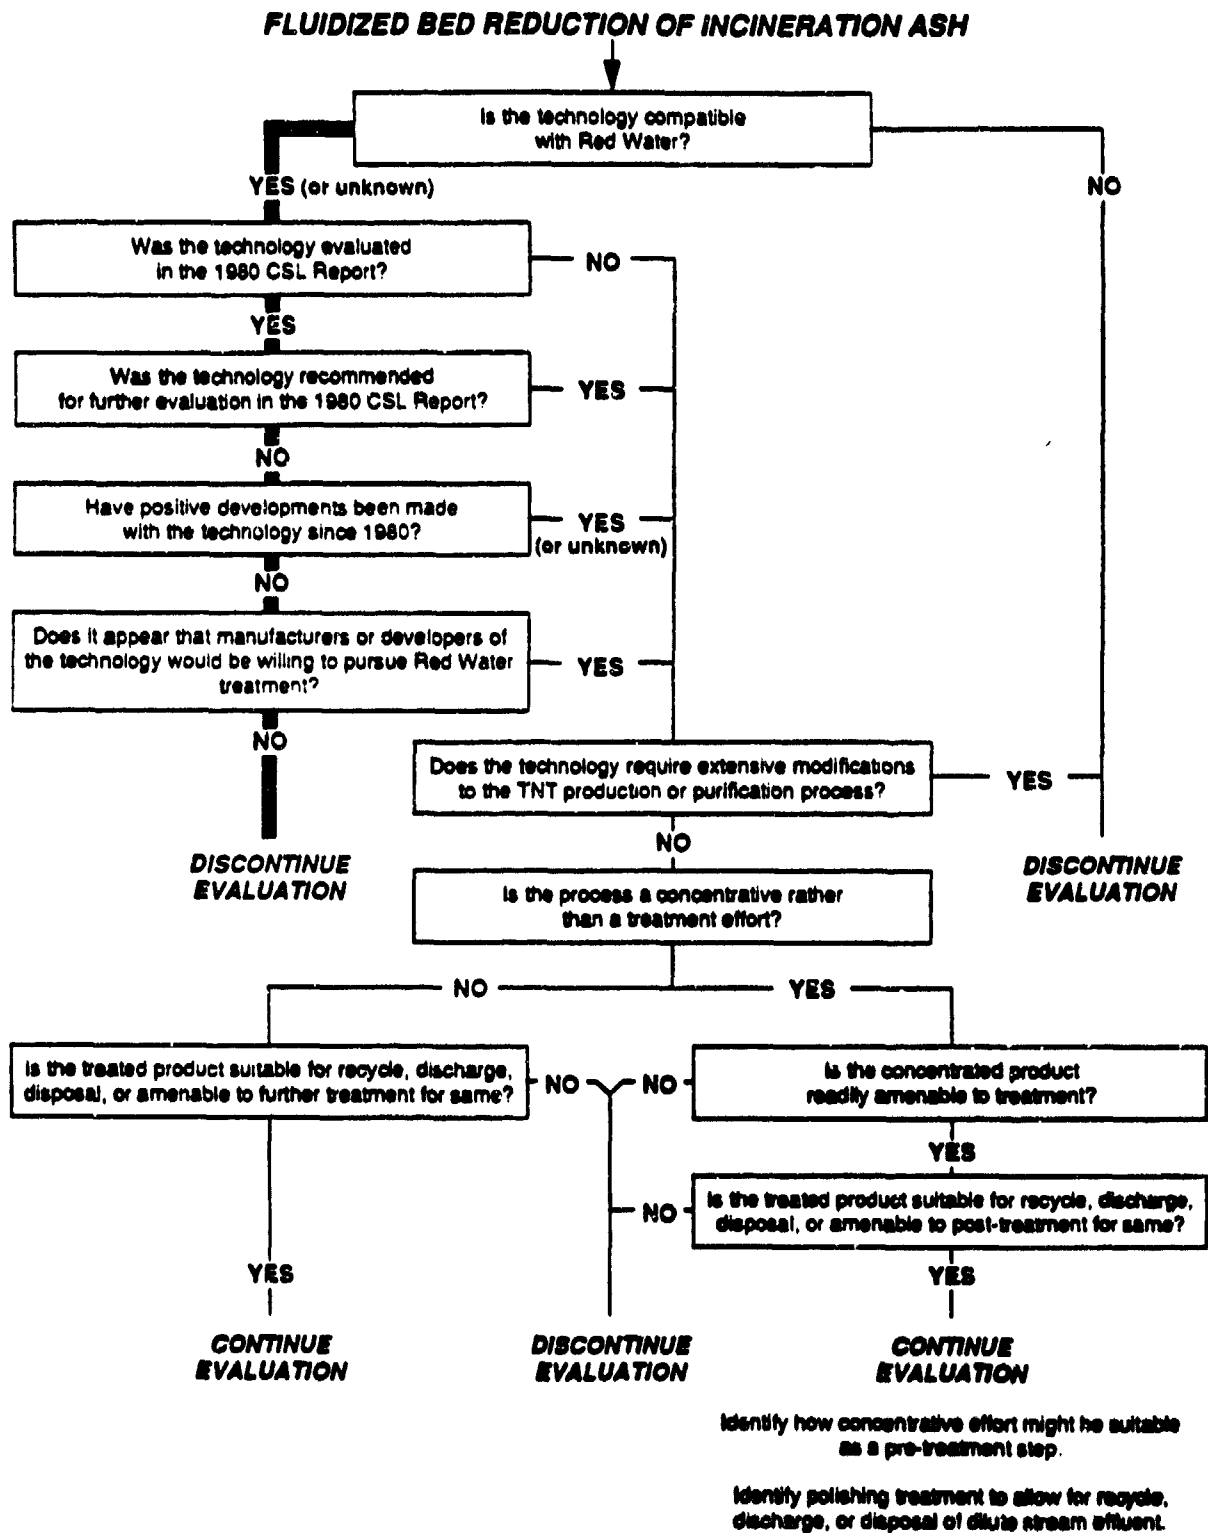 FLUIDIZED BED REDUCTION OF INCINERATION ASH
Is the technology compatible
with Red Water?
YES (or unknown)
NO
Was the technology evaluated
in the 1980 CSL Report?
NO
YES
Was the technology recommended
for further evaluation in the 1980 CSL Report?
YES
NO
Have positive developments been made
with the technology since 1980?
YES
(or unknown)
NO
Does it appear that manufacturers or developers of
the technology would be willing to pursue Red Water
treatment?
YES
NO
Does the technology require extensive modifications
to the TNT production or purification process?
YES
NO
DISCONTINUE
EVALUATION
DISCONTINUE
EVALUATION
Is the process a concentrative rather
than a treatment effort?
NO
YES
Is the treated product suitable for recycle, discharge,
disposal, or amenable to further treatment for same?
NO
NO
Is the concentrated product
readily amenable to treatment?
YES
NO
Is the treated product suitable for recycle, discharge,
disposal, or amenable to post-treatment for same?
YES
YES
CONTINUE
EVALUATION
DISCONTINUE
EVALUATION
CONTINUE
EVALUATION
Identify how concentrative effort might be suitable
as a pre-treatment step.
Identify polishing treatment to allow for recycle,
discharge, or disposal of dilute stream effluent.